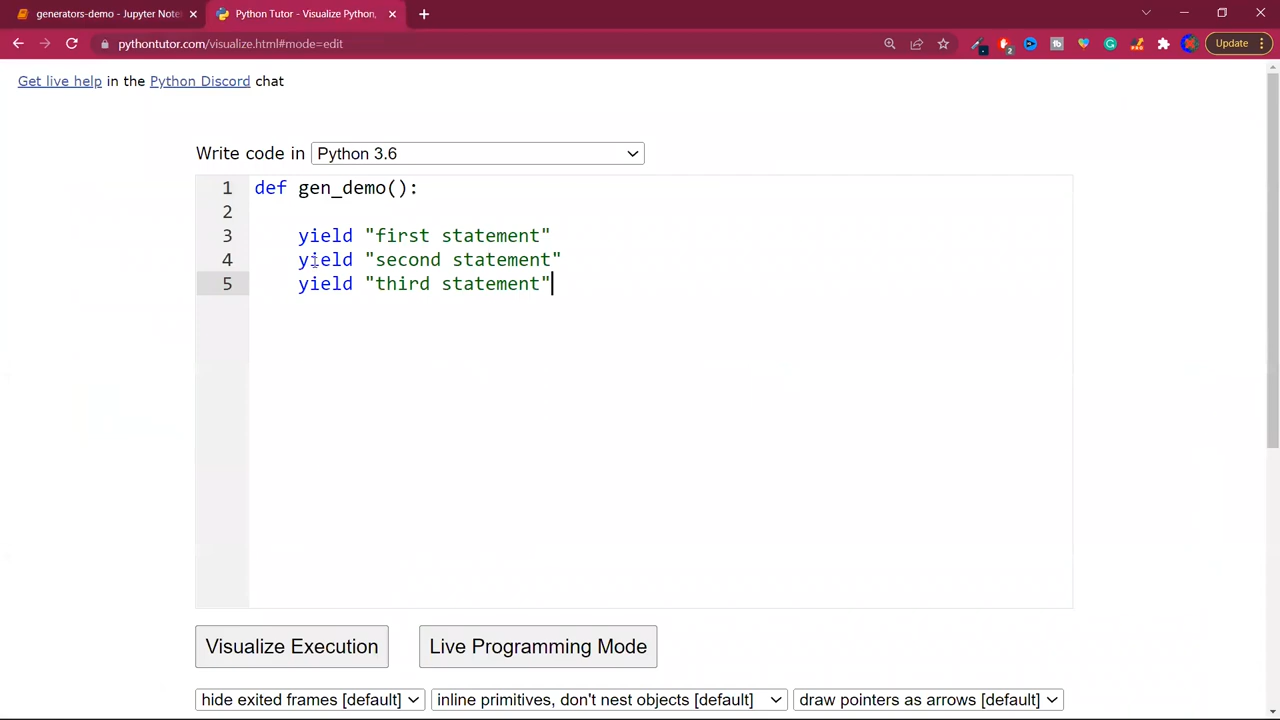 generators-demo - Jupyter Note
Python Tutor - Visualize Python,
pythontutor.com/visualize.html#mode=edit
2
Update
Get live help in the Python Discord chat
Write code in Python 3.6
1 def gen_demo():
2
3 yield "first statement"
4 yield "second statement"
5 yield "third statement"
Visualize Execution Live Programming Mode
hide exited frames [default] inline primitives, don't nest objects [default] draw pointers as arrows [default]